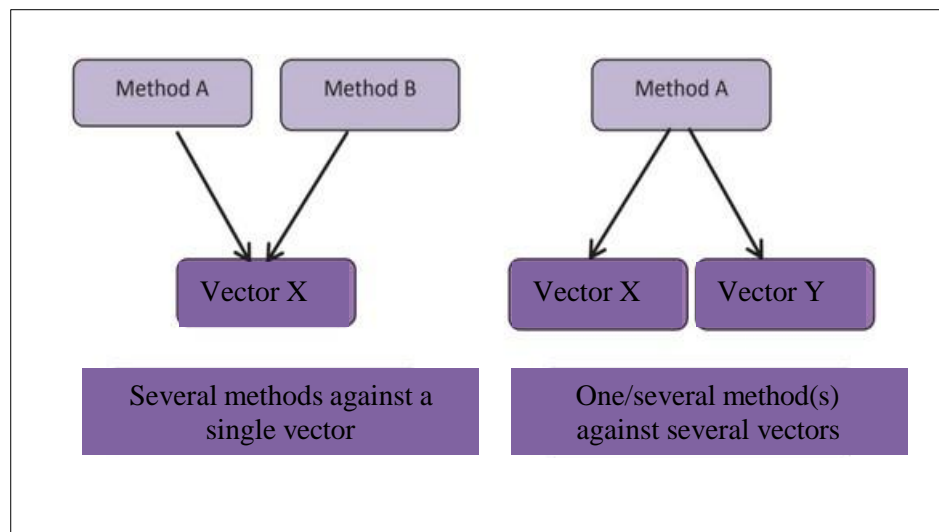 Method A
Method B
Vector X
Several methods against a
single vector
Method A
Vector X
Vector Y
One/several method(s)
against several vectors